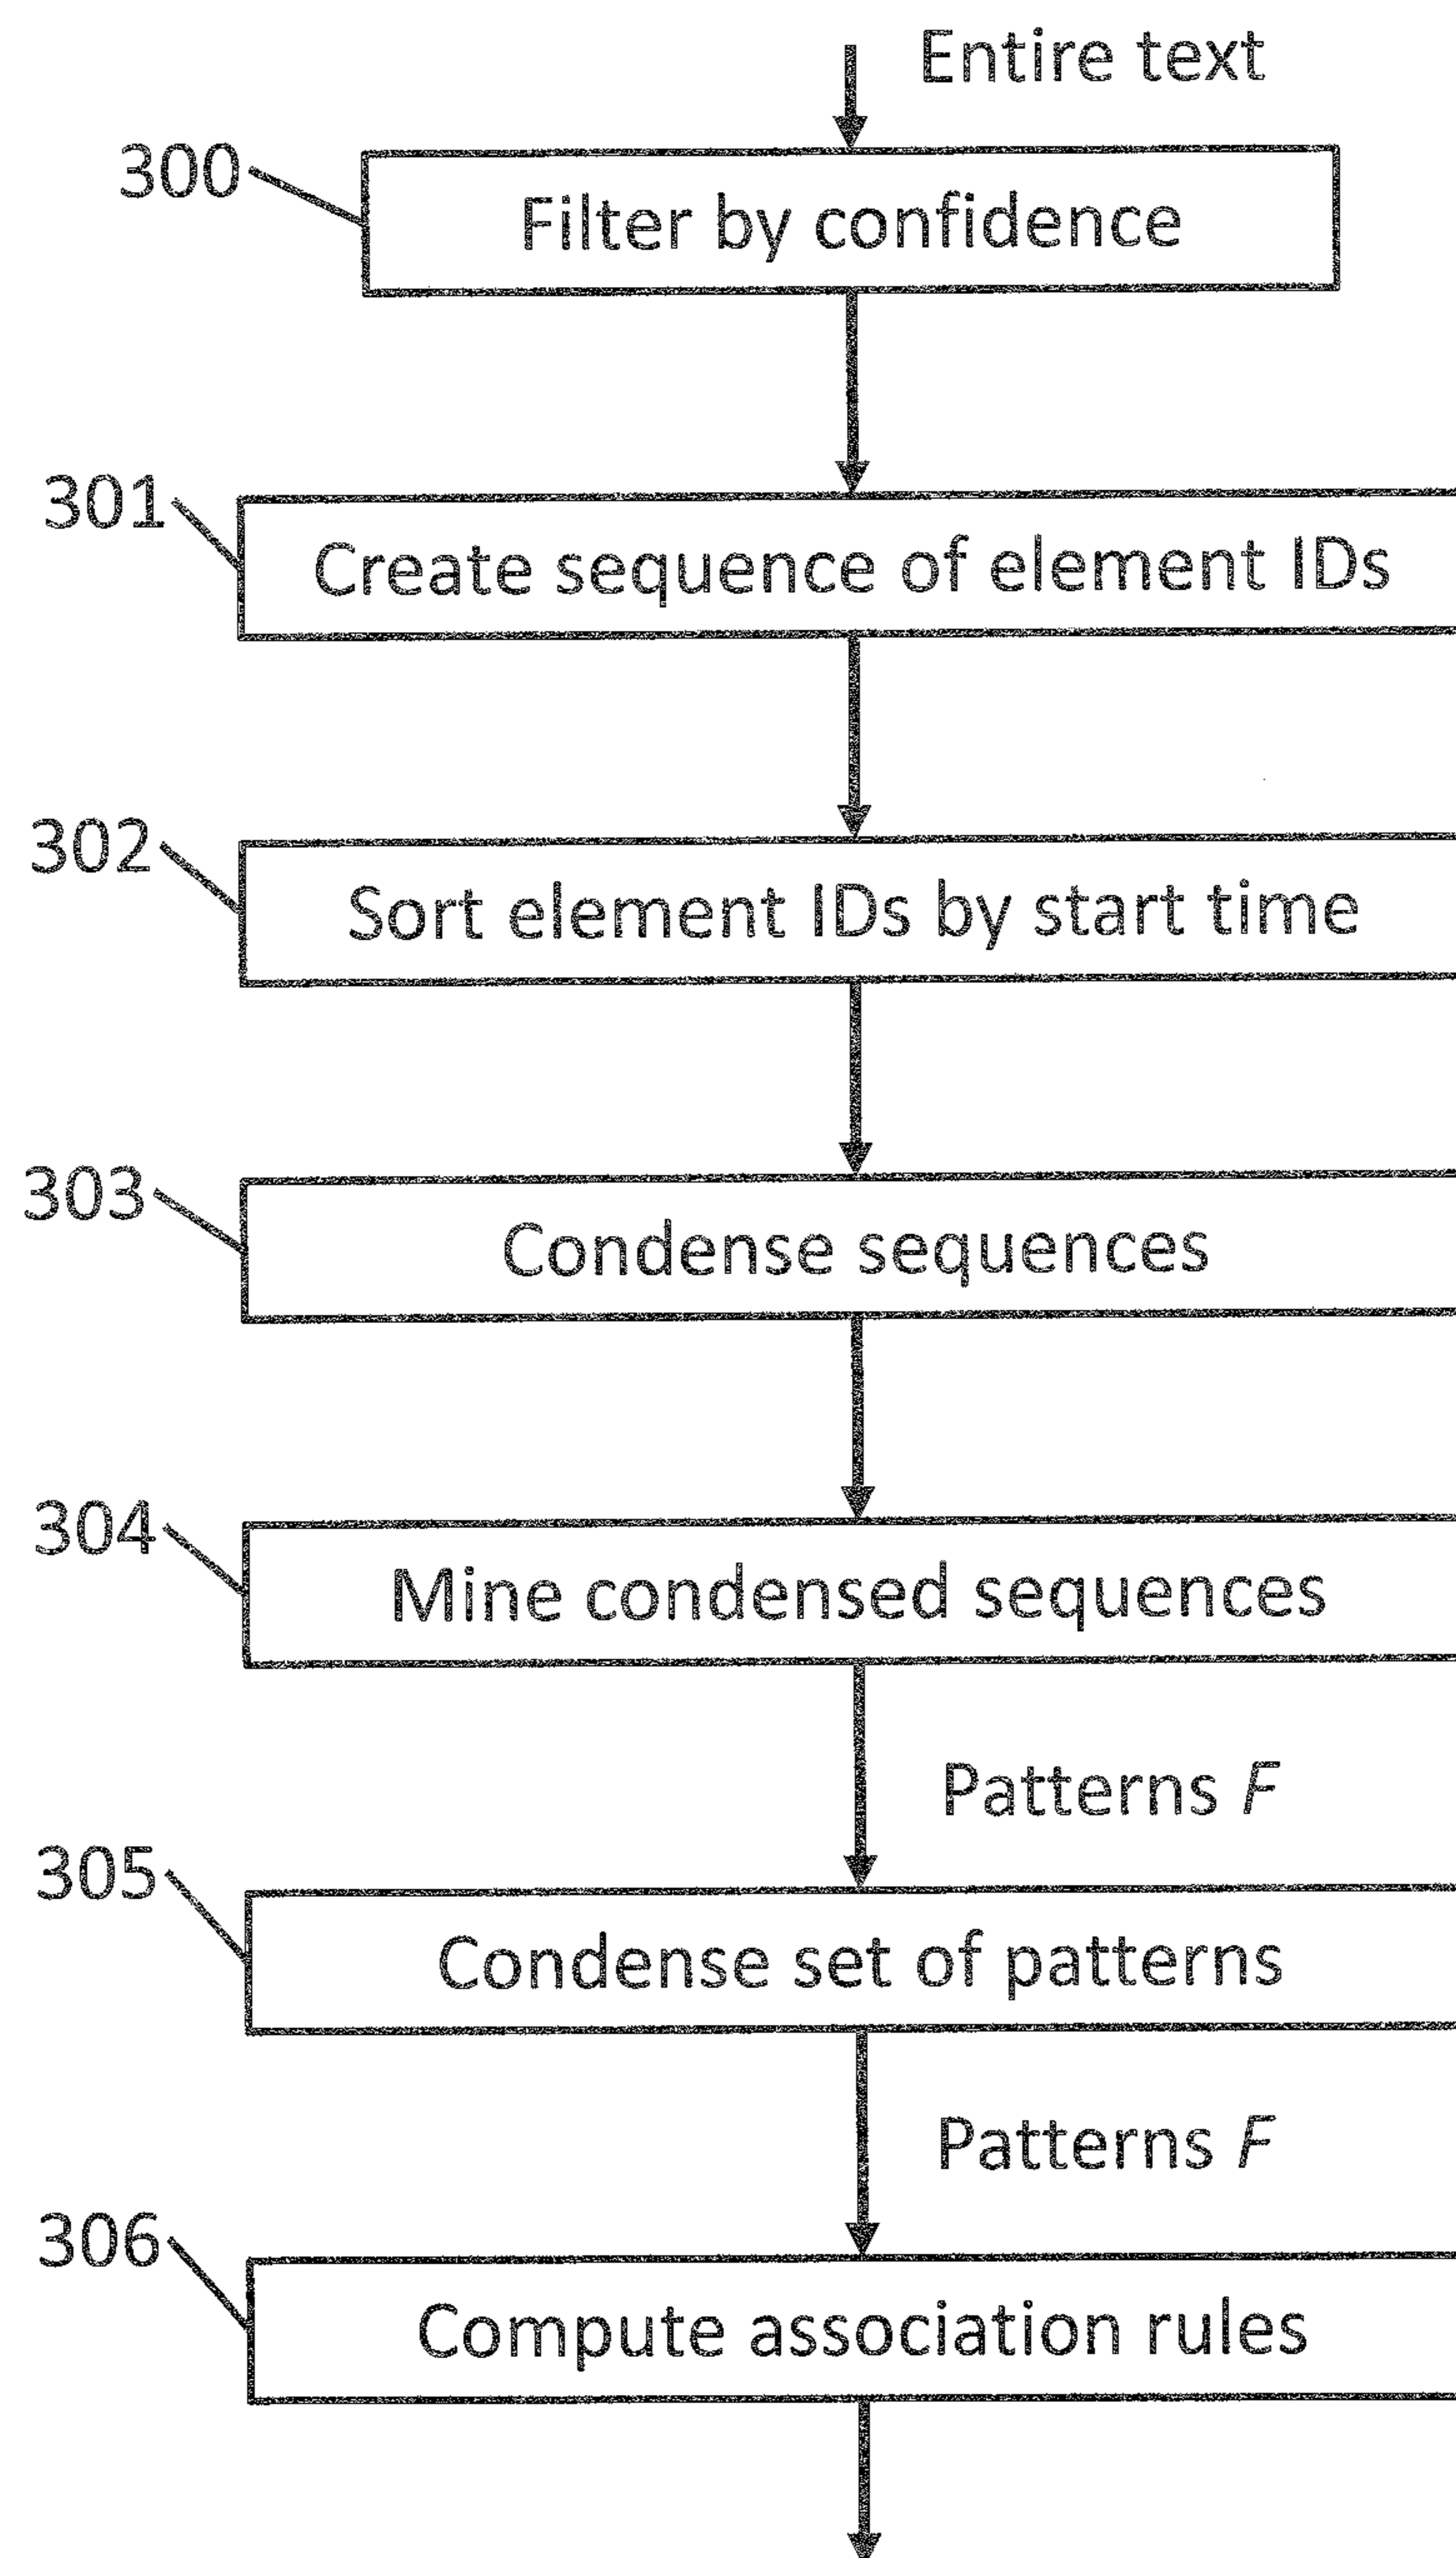 Entire text
300
Filter by confidence
301
Create sequence of element IDs
302
Sort element IDs by start time
303
Condense sequences
304
Mine condensed sequences
Patterns F
305
Condense set of patterns
Patterns F
306
Compute association rules